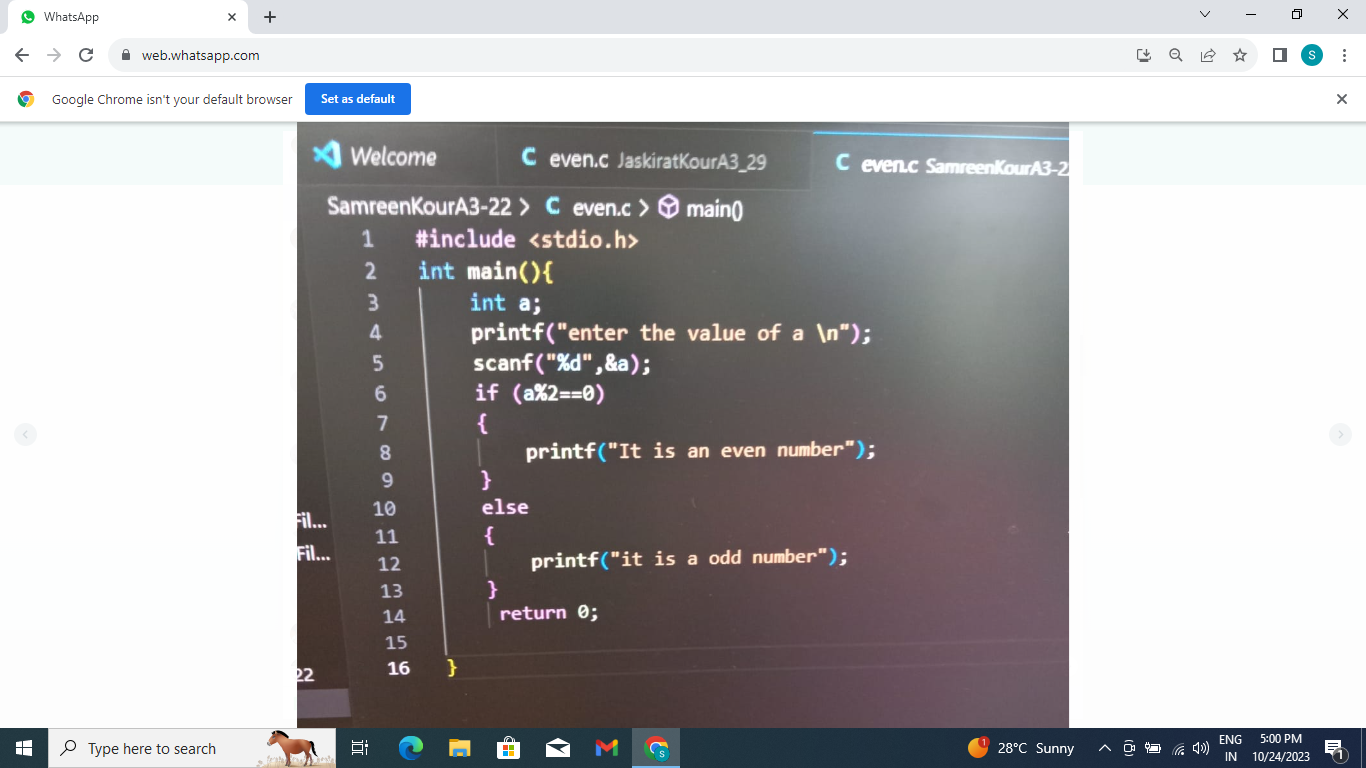 WhatsApp
web.whatsapp.com
S
Google Chrome isn't your default browser
Set as default
Welcome
C even.c JaskiratKourA3_29
C even.c SamreenKourA3-22
SamreenKourA3-22 > C even.c > main()
1 #include <stdio.h>
2 int main(){
3 int a;
4 printf("enter the value of a \n");
5 scanf("%d",&a);
6 if (a%2==0)
7 {
8 printf("It is an even number");
9 }
10 else
11 {
12 printf("it is a odd number");
13 }
14 return 0;
15
16 }
Fil...
Fil...
22
Type here to search
1
28°C Sunny
ENG
IN
5:00 PM
10/24/2023
1